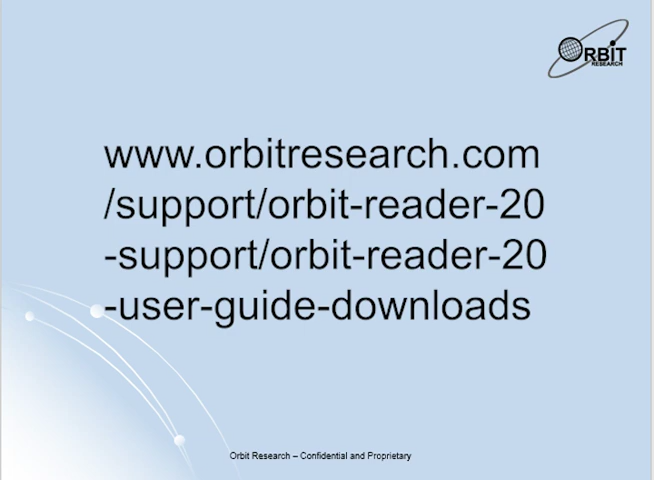 ORBIT
RESEARCH
www.orbitresearch.com
/support/orbit-reader-20
-support/orbit-reader-20
-user-guide-downloads
Orbit Research – Confidential and Proprietary